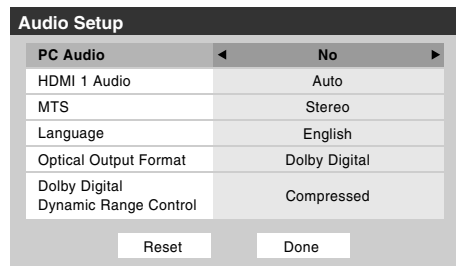 Audio Setup
PC Audio ◀ No ▶
HDMI 1 Audio Auto
MTS Stereo
Language English
Optical Output Format Dolby Digital
Dolby Digital
Dynamic Range Control Compressed
Reset Done